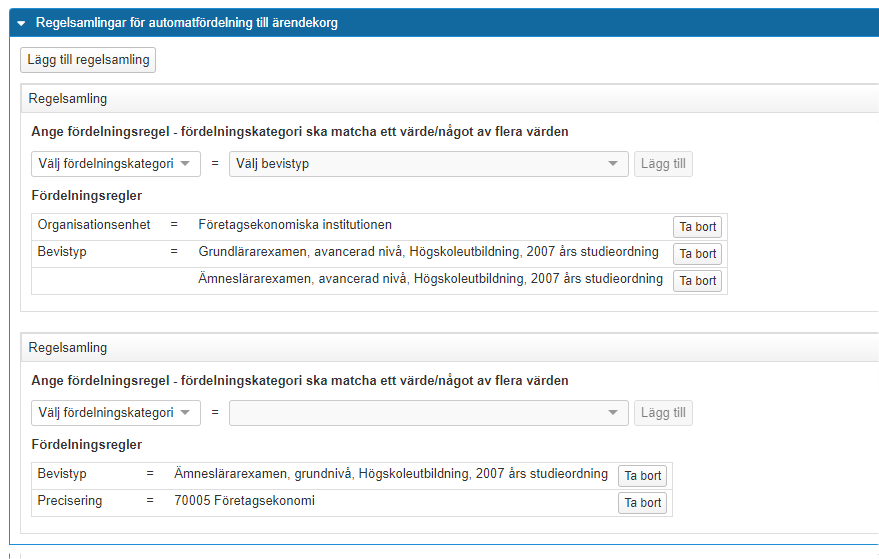 Regelsamlingar för automatfördelning till ärendekorg
Lägg till regelsamling
Regelsamling
Ange fördelningsregel - fördelningskategori ska matcha ett värde/något av flera värden
Välj fördelningskategori = Välj bevistyp Lägg till
Fördelningsregler
Organisationsenhet = Företagsekonomiska institutionen Ta bort
Bevistyp = Grundlärarexamen, avancerad nivå, Högskoleutbildning, 2007 års studieordning Ta bort
Ämneslärarexamen, avancerad nivå, Högskoleutbildning, 2007 års studieordning Ta bort
Regelsamling
Ange fördelningsregel - fördelningskategori ska matcha ett värde/något av flera värden
Välj fördelningskategori = Lägg till
Fördelningsregler
Bevistyp = Ämneslärarexamen, grundnivå, Högskoleutbildning, 2007 års studieordning Ta bort
Precisering = 70005 Företagsekonomi Ta bort